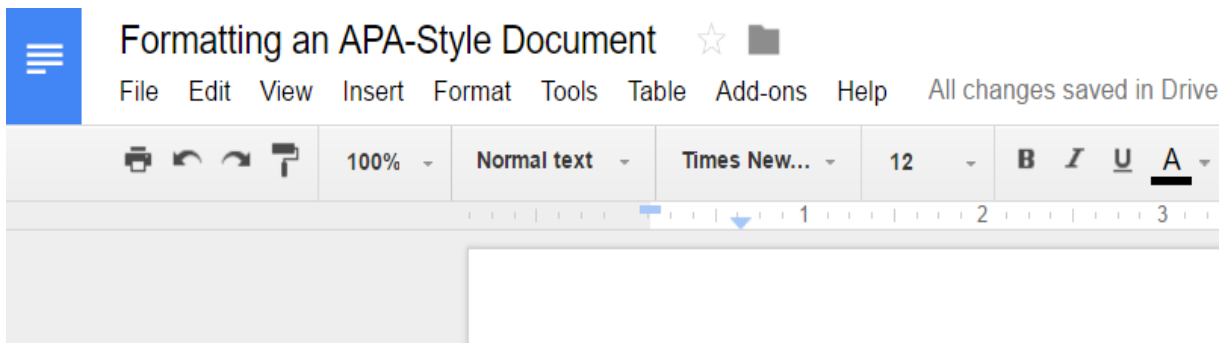 Formatting an APA-Style Document
File Edit View Insert Format Tools Table Add-ons Help All changes saved in Drive
100% Normal text Times New... 12 B I U A
1 2 3